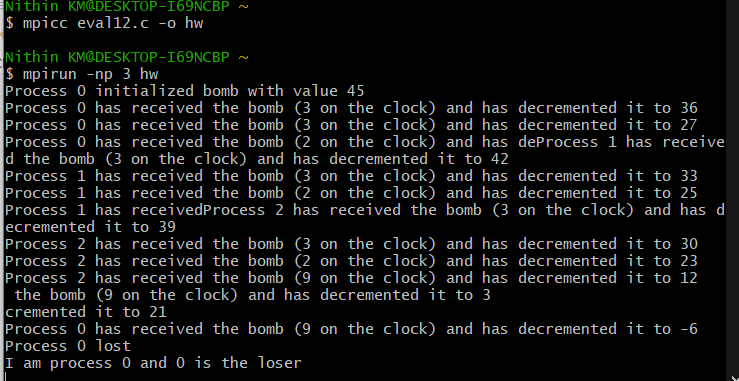 Nithin KM@DESKTOP-I69NCBP ~
$ mpicc eval12.c -o hw
Nithin KM@DESKTOP-I69NCBP ~
$ mpirun -np 3 hw
Process 0 initialized bomb with value 45
Process 0 has received the bomb (3 on the clock) and has decremented it to 36
Process 0 has received the bomb (3 on the clock) and has decremented it to 27
Process 0 has received the bomb (2 on the clock) and has deProcess 1 has receive
d the bomb (3 on the clock) and has decremented it to 42
Process 1 has received the bomb (3 on the clock) and has decremented it to 33
Process 1 has received the bomb (2 on the clock) and has decremented it to 25
Process 1 has receivedProcess 2 has received the bomb (3 on the clock) and has d
ecremented it to 39
Process 2 has received the bomb (3 on the clock) and has decremented it to 30
Process 2 has received the bomb (2 on the clock) and has decremented it to 23
Process 2 has received the bomb (9 on the clock) and has decremented it to 12
 the bomb (9 on the clock) and has decremented it to 3
cremented it to 21
Process 0 has received the bomb (9 on the clock) and has decremented it to -6
Process 0 lost
I am process 0 and 0 is the loser